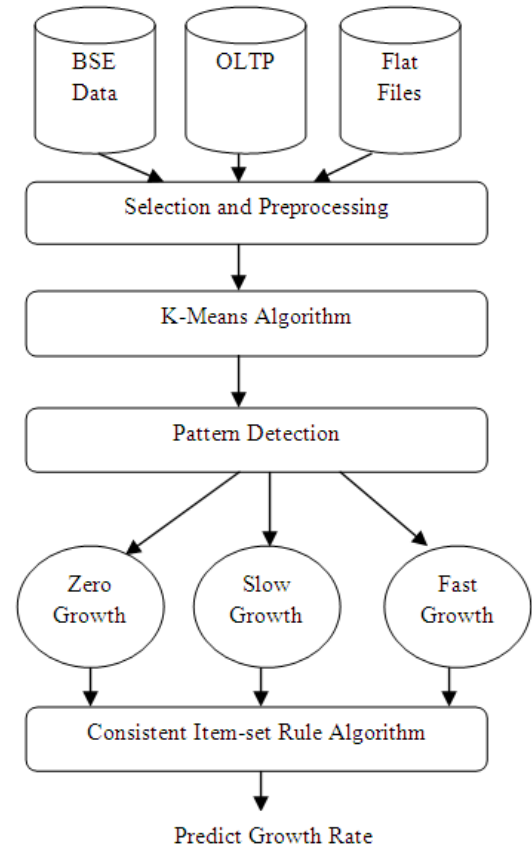 BSE
Data
OLTP
Flat
Files
Selection and Preprocessing
K-Means Algorithm
Pattern Detection
Zero
Growth
Slow
Growth
Fast
Growth
Consistent Item-set Rule Algorithm
Predict Growth Rate